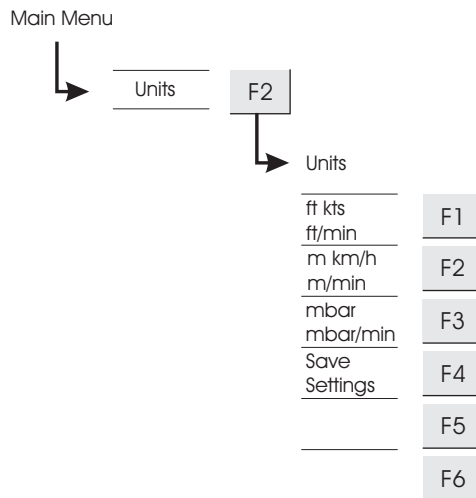 Main Menu
Units
F2
Units
ft kts
ft/min
F1
m km/h
m/min
F2
mbar
mbar/min
F3
Save
Settings
F4
F5
F6